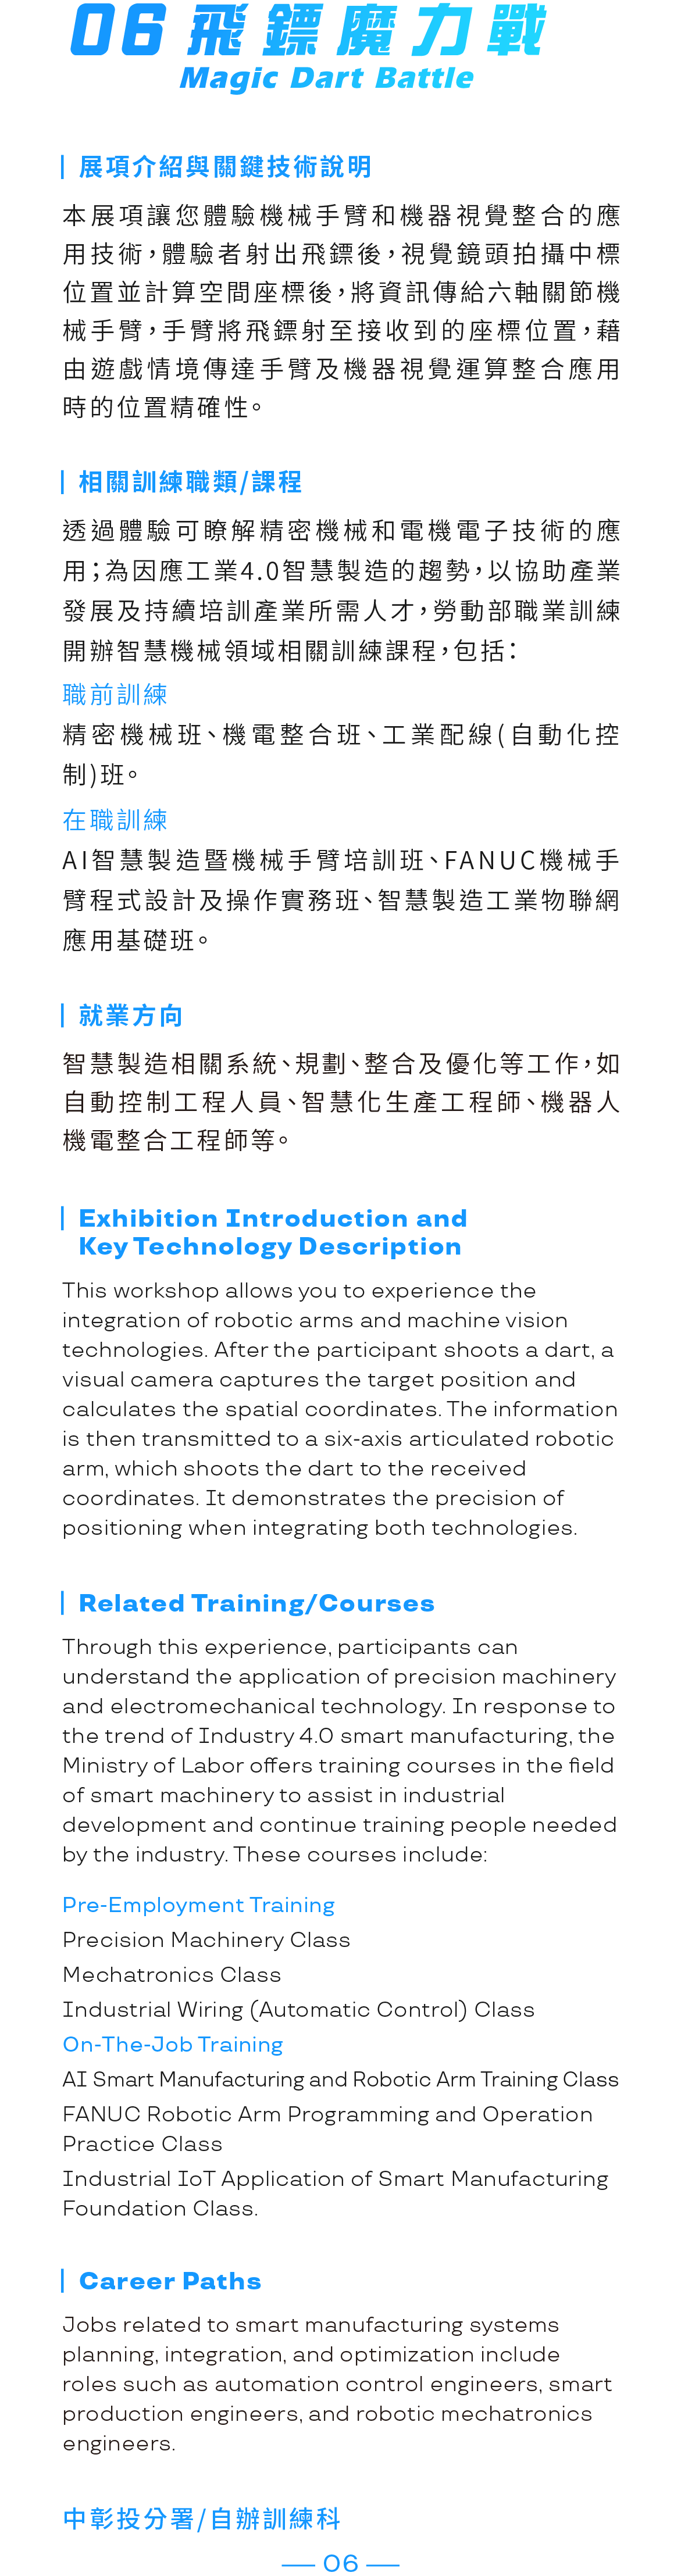 06 飛鏢魔力戰
Magic Dart Battle
展項介紹與關鍵技術說明
本展項讓您體驗機械手臂和機器視覺整合的應
用技術，體驗者射出飛鏢後，視覺鏡頭拍攝中標
位置並計算空間座標後，將資訊傳給六軸關節機
械手臂，手臂將飛鏢射至接收到的座標位置，藉
由遊戲情境傳達手臂及機器視覺運算整合應用
時的位置精確性。
相關訓練職類/課程
透過體驗可瞭解精密機械和電機電子技術的應
用；為因應工業4.0智慧製造的趨勢，以協助產業
發展及持續培訓產業所需人才，勞動部職業訓練
開辦智慧機械領域相關訓練課程，包括：
職前訓練
精密機械班、機電整合班、工業配線(自動化控
制)班。
在職訓練
AI智慧製造暨機械手臂培訓班、FANUC機械手
臂程式設計及操作實務班、智慧製造工業物聯網
應用基礎班。
就業方向
智慧製造相關系統、規劃、整合及優化等工作，如
自動控制工程人員、智慧化生產工程師、機器人
機電整合工程師等。
Exhibition Introduction and
Key Technology Description
This workshop allows you to experience the
integration of robotic arms and machine vision
technologies. After the participant shoots a dart, a
visual camera captures the target position and
calculates the spatial coordinates. The information
is then transmitted to a six-axis articulated robotic
arm, which shoots the dart to the received
coordinates. It demonstrates the precision of
positioning when integrating both technologies.
Related Training/Courses
Through this experience, participants can
understand the application of precision machinery
and electromechanical technology. In response to
the trend of Industry 4.0 smart manufacturing, the
Ministry of Labor offers training courses in the field
of smart machinery to assist in industrial
development and continue training people needed
by the industry. These courses include:
Pre-Employment Training
Precision Machinery Class
Mechatronics Class
Industrial Wiring (Automatic Control) Class
On-The-Job Training
AI Smart Manufacturing and Robotic Arm Training Class
FANUC Robotic Arm Programming and Operation
Practice Class
Industrial IoT Application of Smart Manufacturing
Foundation Class.
Career Paths
Jobs related to smart manufacturing systems
planning, integration, and optimization include
roles such as automation control engineers, smart
production engineers, and robotic mechatronics
engineers.
中彰投分署/自辦訓練科
— 06 —